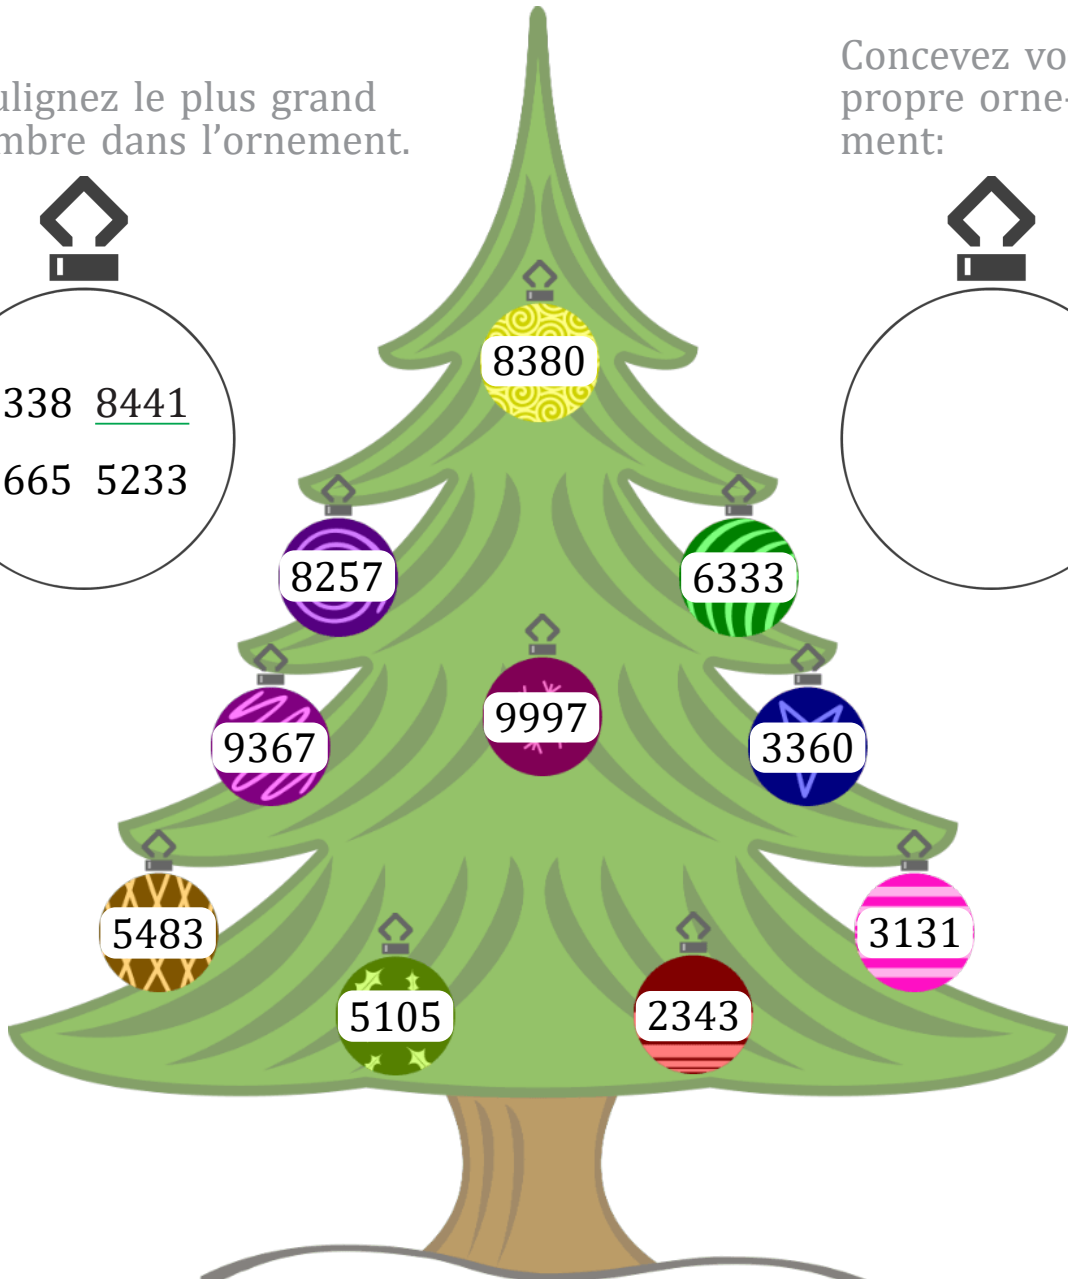 ulignez le plus grand
mbre dans l'ornement.
Concevez vo
propre orne-
ment:
338 8441
665 5233
8380
8257
6333
9997
9367
3360
5483
3131
5105
2343